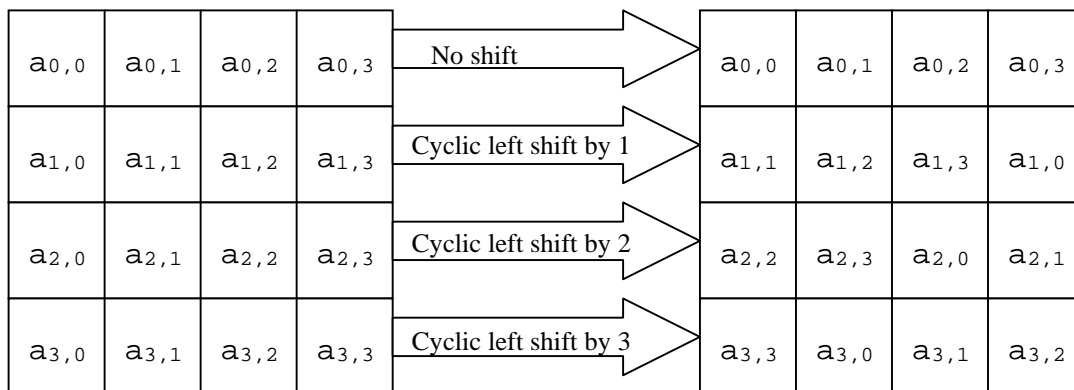 a0,0 a0,1 a0,2 a0,3 No shift a0,0 a0,1 a0,2 a0,3
a1,0 a1,1 a1,2 a1,3 Cyclic left shift by 1 a1,1 a1,2 a1,3 a1,0
a2,0 a2,1 a2,2 a2,3 Cyclic left shift by 2 a2,2 a2,3 a2,0 a2,1
a3,0 a3,1 a3,2 a3,3 Cyclic left shift by 3 a3,3 a3,0 a3,1 a3,2